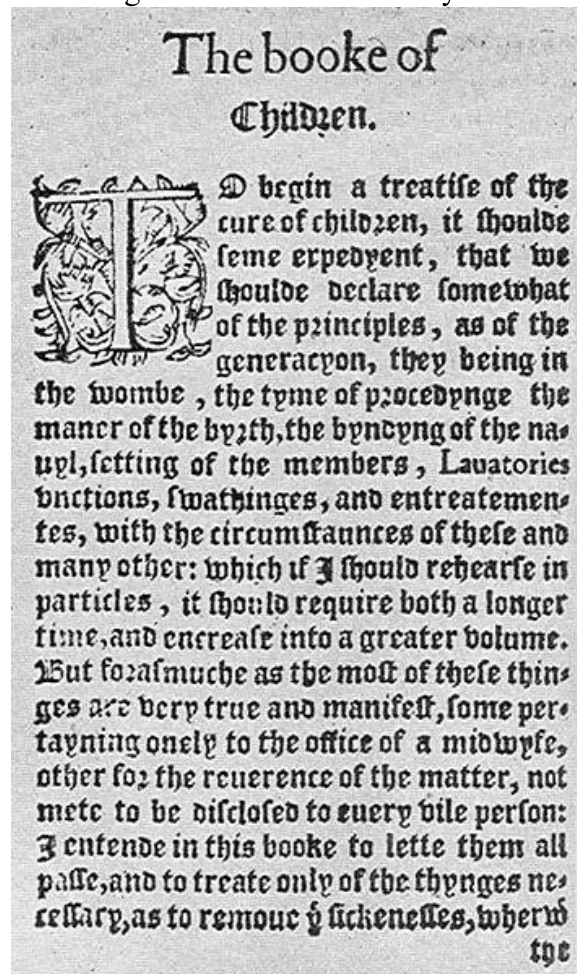 The booke of
Children.
TO begin a treatiſe of the
cure of children, it ſhoulde
ſeme expedyent, that we
ſhoulde declare ſomewhat
of the principles, as of the
generacyon, they being in
the wombe, the tyme of procedynge the
maner of the byrth, the byndyng of the na-
uyl, ſetting of the members, Lauatories
vnctions, ſwathinges, and entreatemen-
tes, with the circumſtaunces of theſe and
many other: which if I ſhould rehearſe in
particles, it ſhould require both a longer
time, and encreaſe into a greater volume.
But foraſmuche as the moſt of theſe thin-
ges are very true and manifeſt, ſome per-
tayning onely to the office of a midwyfe,
other for the reuerence of the matter, not
mete to be diſcloſed to euery vile perſon:
I entende in this booke to lette them all
paſſe, and to treate only of the thynges ne-
ceſſary, as to remoue yͤ ſickeneſſes, wherwͭ
the